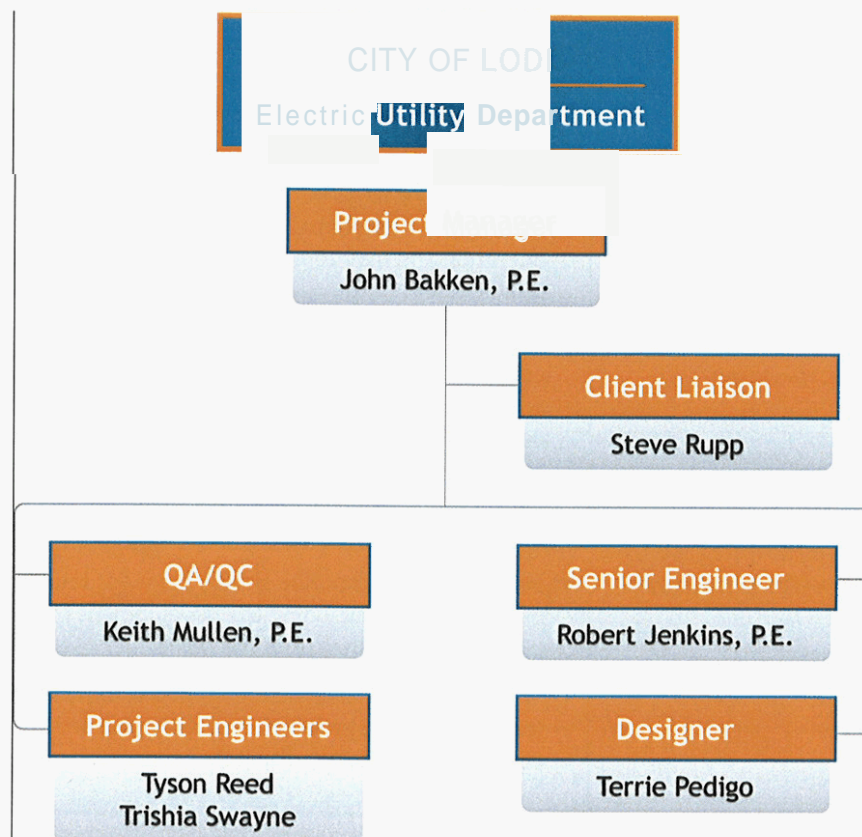 CITY OF LODI
Electric Utility Department
Project Manager
John Bakken, P.E.
Client Liaison
Steve Rupp
QA/QC
Keith Mullen, P.E.
Senior Engineer
Robert Jenkins, P.E.
Project Engineers
Tyson Reed
Trishia Swayne
Designer
Terrie Pedigo